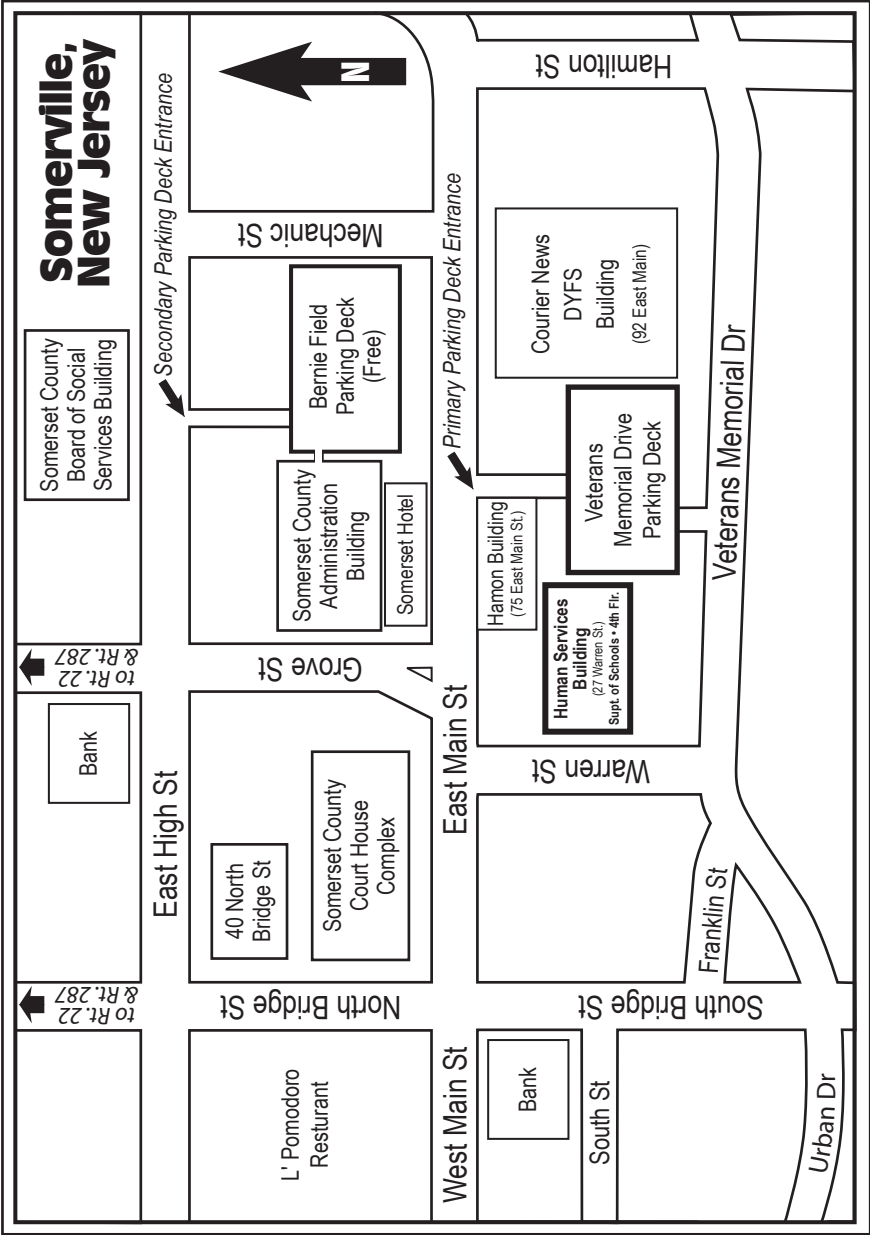 Somerville,
New Jersey
to Rt. 22
& Rt. 287
to Rt. 22
& Rt. 287
Bank
Somerset County
Board of Social
Services Building
East High St
Secondary Parking Deck Entrance
N
L' Pomodoro
Resturant
North Bridge St
40 North
Bridge St
Somerset County
Court House
Complex
Grove St
Somerset County
Administration
Building
Somerset Hotel
Bernie Field
Parking Deck
(Free)
Mechanic St
West Main St
East Main St
Primary Parking Deck Entrance
Bank
South St
South Bridge St
Franklin St
Warren St
Hamon Building
(75 East Main St.)
Human Services
Building
(27 Warren St.)
Supt. of Schools • 4th Flr.
Veterans
Memorial Drive
Parking Deck
Courier News
DYFS
Building
(92 East Main)
Hamilton St
Urban Dr
Veterans Memorial Dr